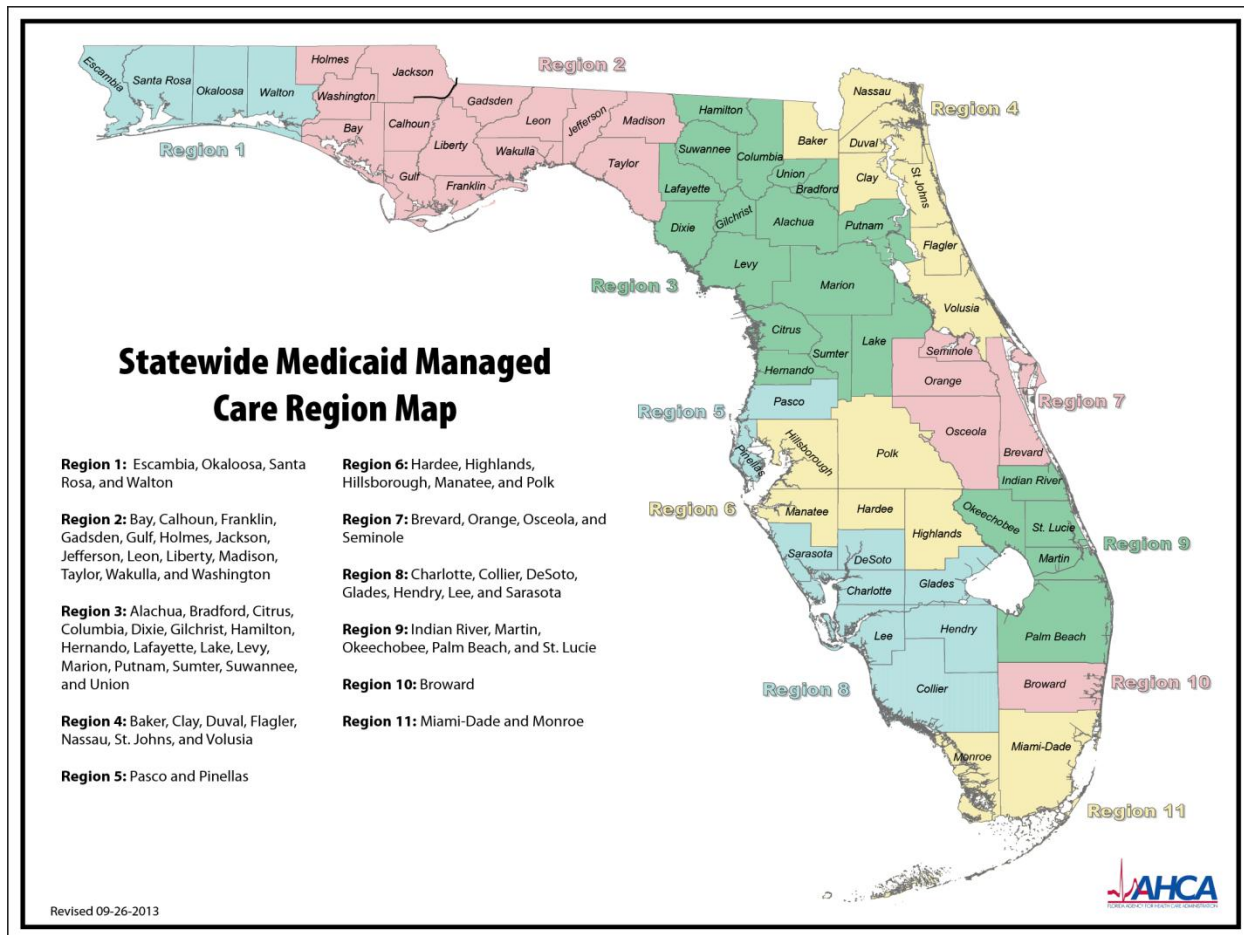 Region 2
Nassau
Holmes
Jackson
Escambia
Santa Rosa
Okaloosa
Walton
Washington
Gadsden
Hamilton
Region 4
Leon
Jefferson
Madison
Baker
Duval
Bay
Calhoun
Liberty
Suwannee
Columbia
Region 1
Wakulla
Taylor
Union
Clay
St Johns
Gulf
Franklin
Lafayette
Bradford
Gilchrist
Alachua
Putnam
Dixie
Flagler
Levy
Region 3
Marion
Volusia
Citrus
Lake
Sumter
Seminole
Hernando
Orange
Statewide Medicaid Managed
Care Region Map
Pasco
Region 5
Region 7
Osceola
Hillsborough
Pinellas
Polk
Brevard
Indian River
Region 6
Manatee
Hardee
Highlands
Okeechobee
St. Lucie
Region 9
Sarasota
DeSoto
Martin
Charlotte
Glades
Lee
Hendry
Palm Beach
Region 8
Collier
Broward
Region 10
Monroe
Miami-Dade
Region 11
Region 1: Escambia, Okaloosa, Santa
Rosa, and Walton
Region 2: Bay, Calhoun, Franklin,
Gadsden, Gulf, Holmes, Jackson,
Jefferson, Leon, Liberty, Madison,
Taylor, Wakulla, and Washington
Region 3: Alachua, Bradford, Citrus,
Columbia, Dixie, Gilchrist, Hamilton,
Hernando, Lafayette, Lake, Levy,
Marion, Putnam, Sumter, Suwannee,
and Union
Region 4: Baker, Clay, Duval, Flagler,
Nassau, St. Johns, and Volusia
Region 5: Pasco and Pinellas
Region 6: Hardee, Highlands,
Hillsborough, Manatee, and Polk
Region 7: Brevard, Orange, Osceola, and
Seminole
Region 8: Charlotte, Collier, DeSoto,
Glades, Hendry, Lee, and Sarasota
Region 9: Indian River, Martin,
Okeechobee, Palm Beach, and St. Lucie
Region 10: Broward
Region 11: Miami-Dade and Monroe
Revised 09-26-2013
AHCA
FLORIDA AGENCY FOR HEALTH CARE ADMINISTRATION